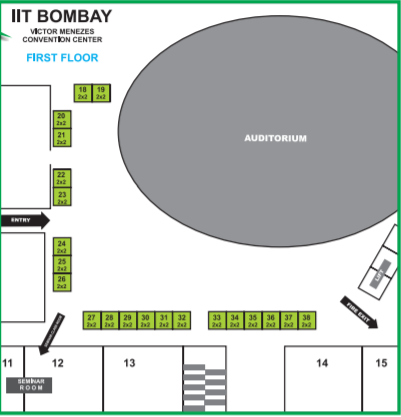 IIT BOMBAY
VICTOR MENEZES
CONVENTION CENTER
FIRST FLOOR
18 19
2x2 2x2
20
2x2
21
2x2
AUDITORIUM
22
2x2
23
2x2
ENTRY
24
2x2
25
2x2
26
2x2
LIFT
FIRE EXIT
27 28 29 30 31 32
2x2 2x2 2x2 2x2 2x2 2x2
33 34 35 36 37 38
2x2 2x2 2x2 2x2 2x2 2x2
11 12 13 14 15
SEMINAR
ROOM